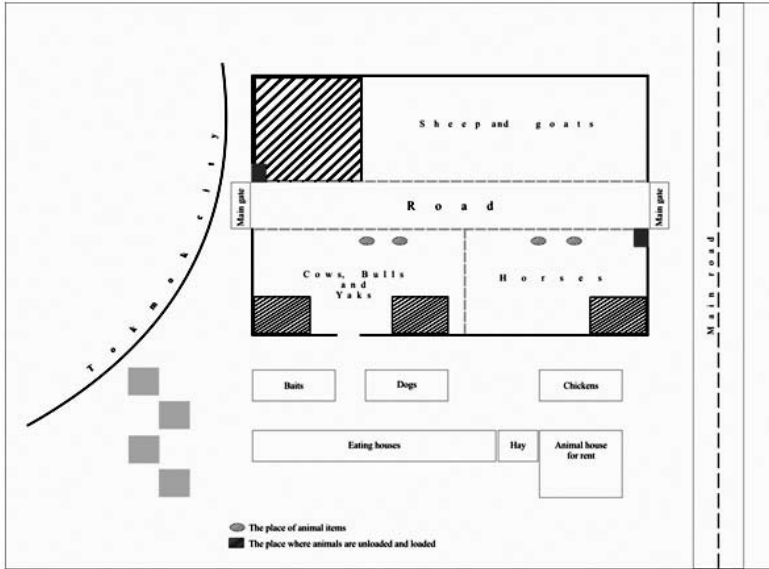 Tokmok city
Sheep and goats
Main gate
Road
Main gate
Main road
Cows, Bulls
and
Yaks
Horses
Baits
Dogs
Chickens
Eating houses
Hay
Animal house
for rent
The place of animal items
The place where animals are unloaded and loaded